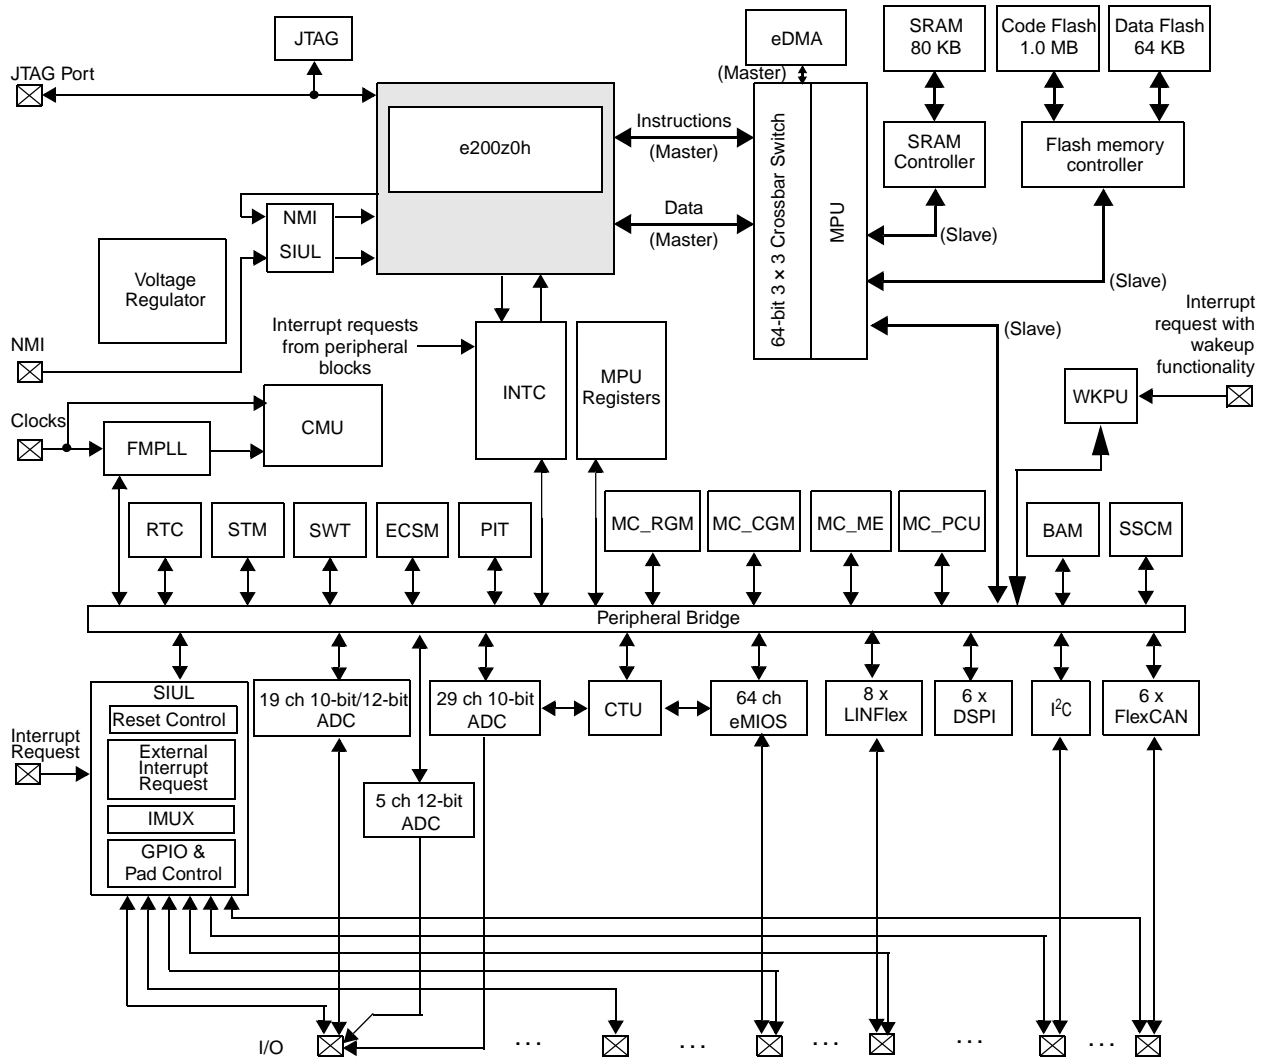 JTAG
eDMA
SRAM
80 KB
Code Flash
1.0 MB
Data Flash
64 KB
JTAG Port
(Master)
e200z0h
Instructions
(Master)
64-bit 3 x 3 Crossbar Switch
MPU
SRAM
Controller
Flash memory
controller
NMI
SIUL
Data
(Master)
(Slave)
(Slave)
(Slave)
Voltage
Regulator
Interrupt
request with
wakeup
functionality
NMI
Interrupt requests
from peripheral
blocks
INTC
MPU
Registers
WKPU
Clocks
CMU
FMPLL
RTC
STM
SWT
ECSM
PIT
MC_RGM
MC_CGM
MC_ME
MC_PCU
BAM
SSCM
Peripheral Bridge
SIUL
Reset Control
External
Interrupt
Request
IMUX
GPIO &
Pad Control
Interrupt
Request
19 ch 10-bit/12-bit
ADC
29 ch 10-bit
ADC
CTU
64 ch
eMIOS
8 x
LINFlex
6 x
DSPI
I2C
6 x
FlexCAN
5 ch 12-bit
ADC
I/O
... ... ... ... ...